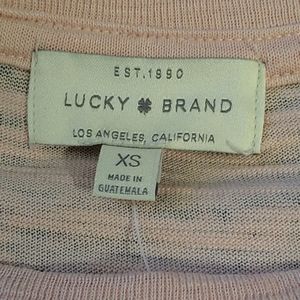 EST.1990
LUCKY BRAND
LOS ANGELES, CALIFORNIA
XS
MADE IN
GUATEMALA